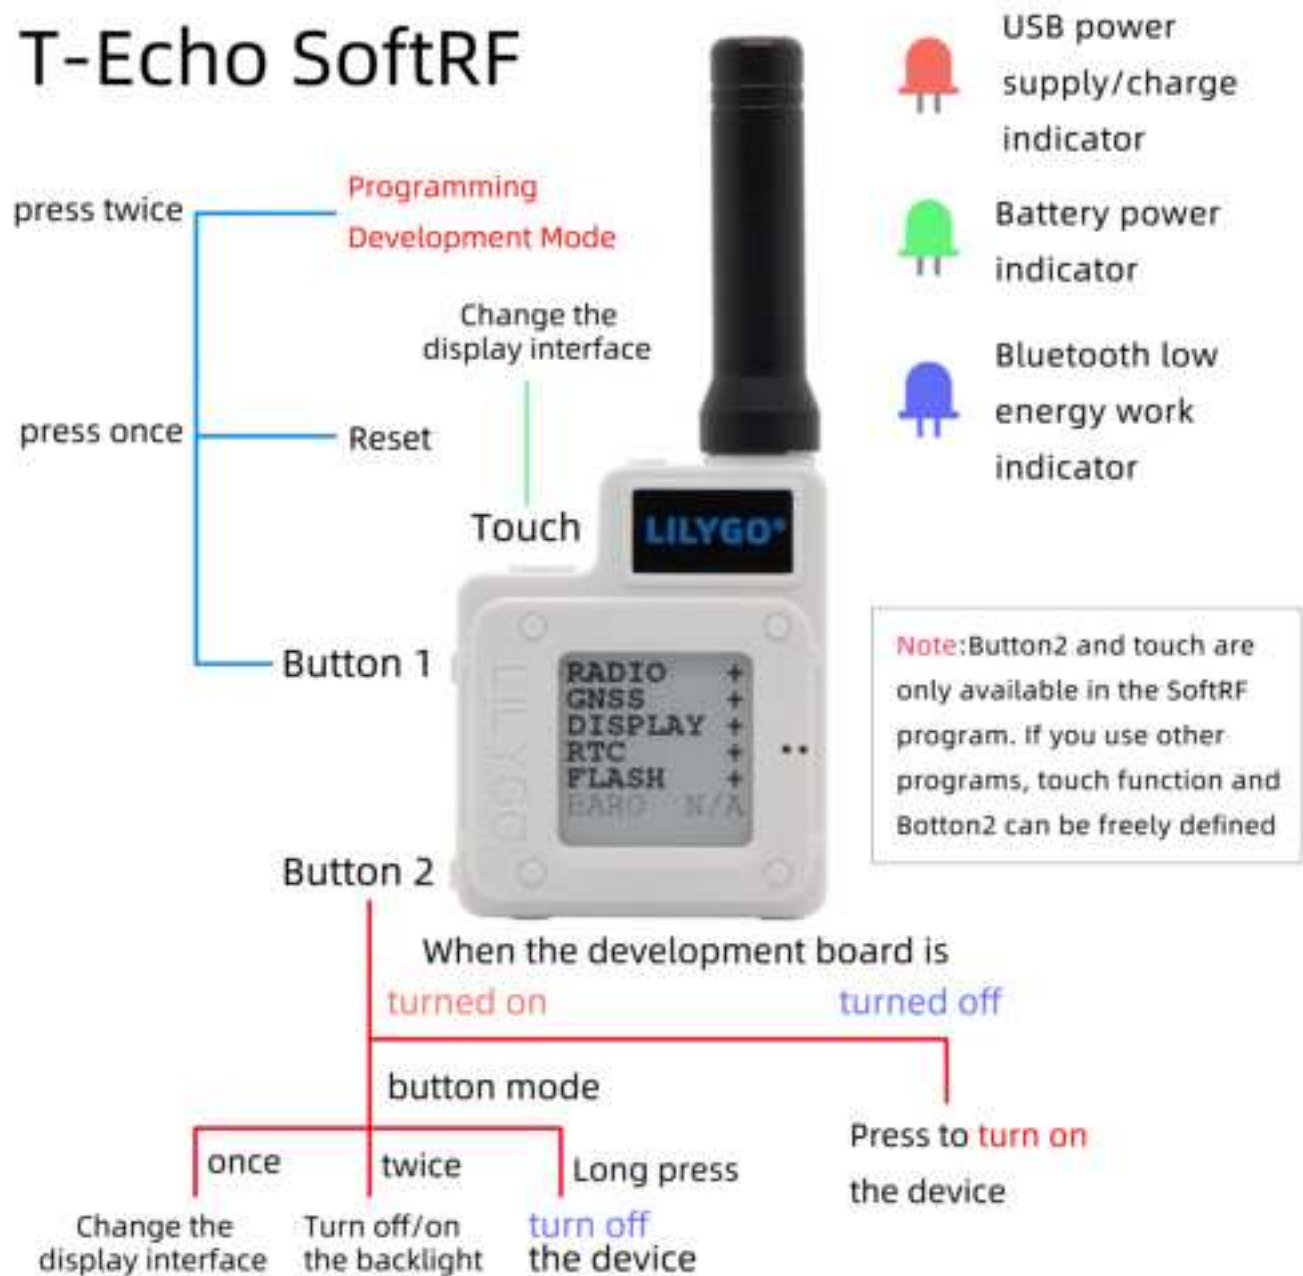 T-Echo SoftRF
USB power
supply/charge
indicator
Battery power
indicator
Bluetooth low
energy work
indicator
press twice
Programming
Development Mode
Change the
display interface
press once
Reset
Touch
LILYGO®
Button 1
LILYGO
RADIO +
GNSS +
DISPLAY +
RTC +
FLASH +
BARO N/A
Note:Button2 and touch are
only available in the SoftRF
program. If you use other
programs, touch function and
Botton2 can be freely defined
Button 2
When the development board is
turned on
turned off
button mode
once
twice
Long press
Press to turn on
the device
Change the
display interface
Turn off/on
the backlight
turn off
the device